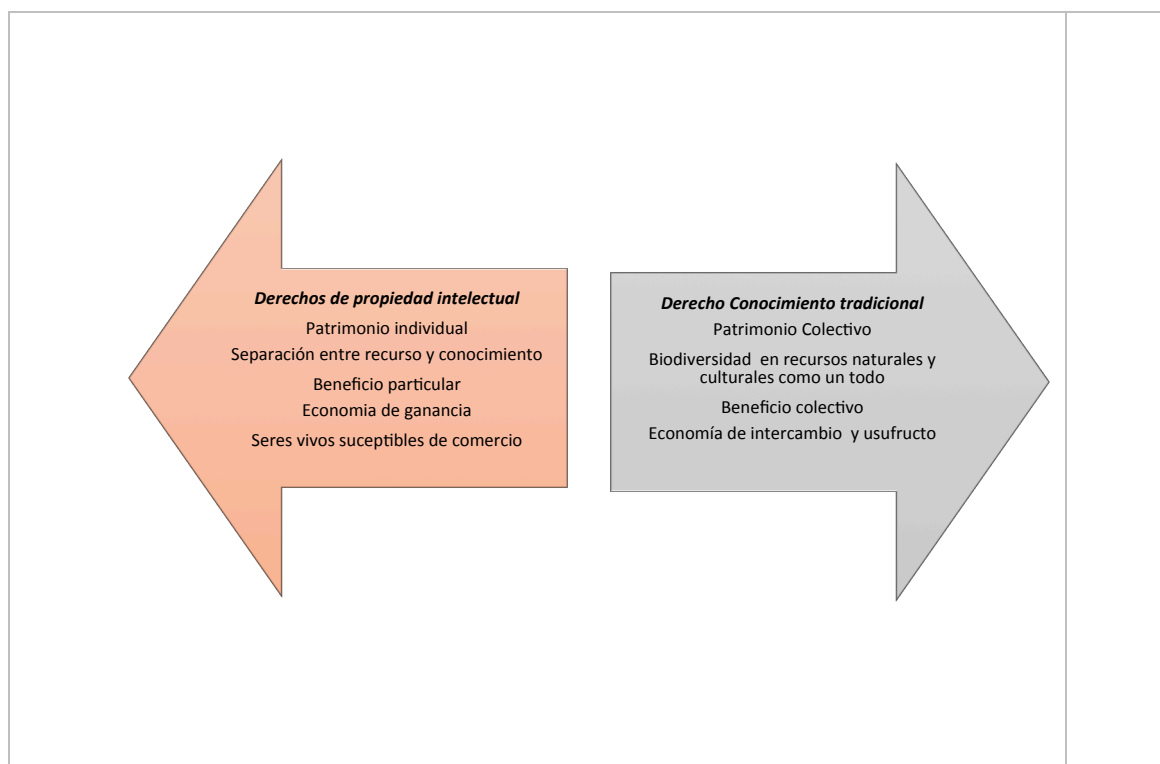 Derechos de propiedad intelectual
Patrimonio individual
Separación entre recurso y conocimiento
Beneficio particular
Economia de ganancia
Seres vivos suceptibles de comercio
Derecho Conocimiento tradicional
Patrimonio Colectivo
Biodiversidad en recursos naturales y
culturales como un todo
Beneficio colectivo
Economía de intercambio y usufructo